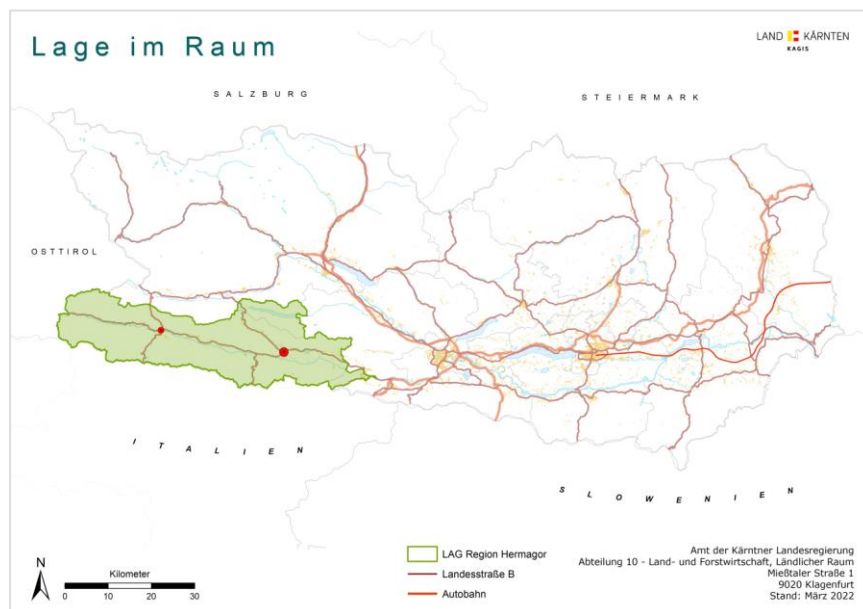 Lage im Raum
LAND KÄRNTEN
KAGIS
SALZBURG
STEIERMARK
OSTTIROL
ITALIEN
SLOWENIEN
N
Kilometer
0 10 20 30
LAG Region Hermagor
Landesstraße B
Autobahn
Amt der Kärntner Landesregierung
Abteilung 10 - Land- und Forstwirtschaft, Ländlicher Raum
Mießtaler Straße 1
9020 Klagenfurt
Stand: März 2022